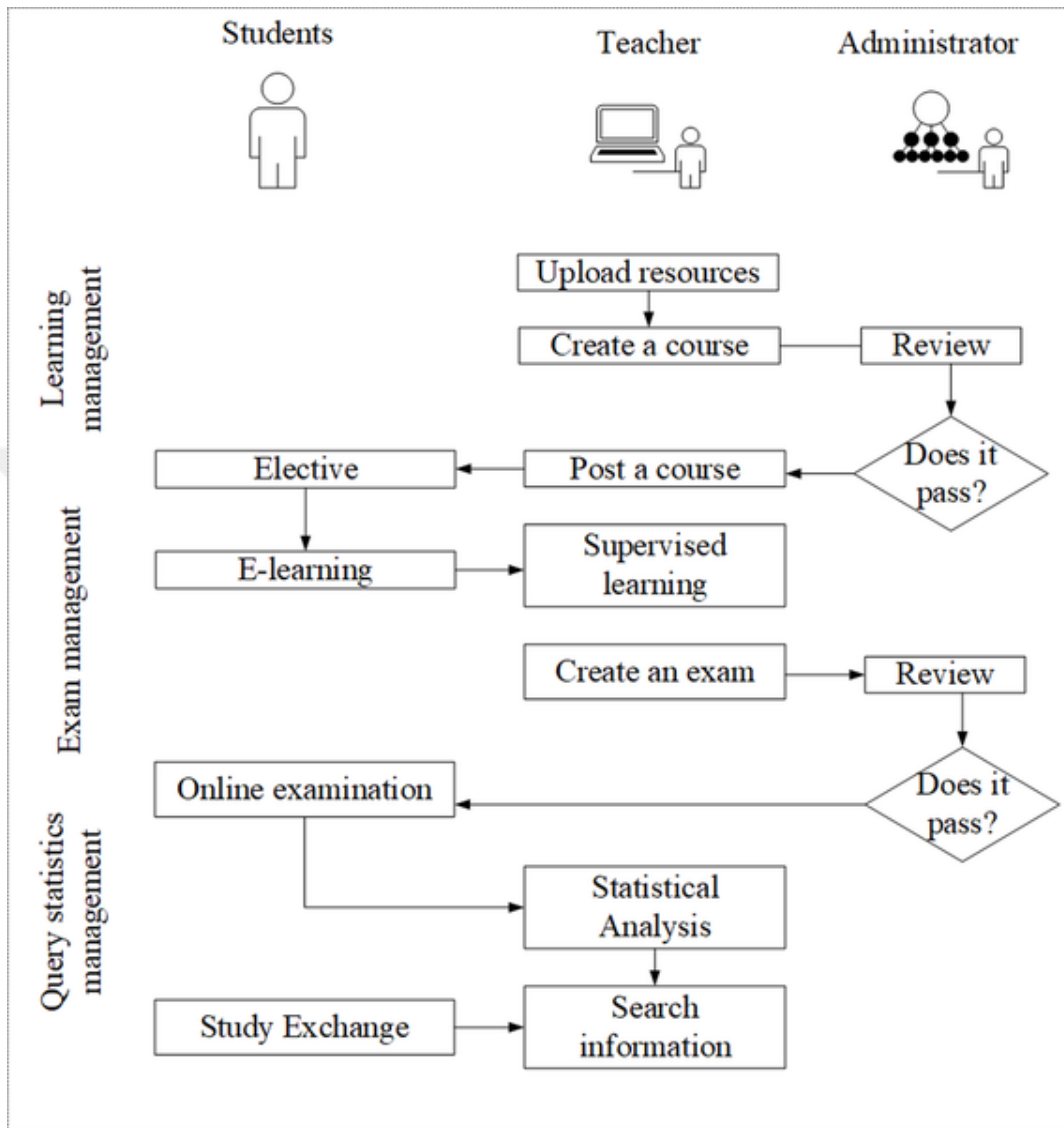 Students
Teacher
Administrator
Learning
management
Upload resources
Create a course
Review
Does it
pass?
Elective
Post a course
E-learning
Supervised
learning
Exam management
Create an exam
Review
Does it
pass?
Online examination
Query statistics
management
Statistical
Analysis
Study Exchange
Search
information